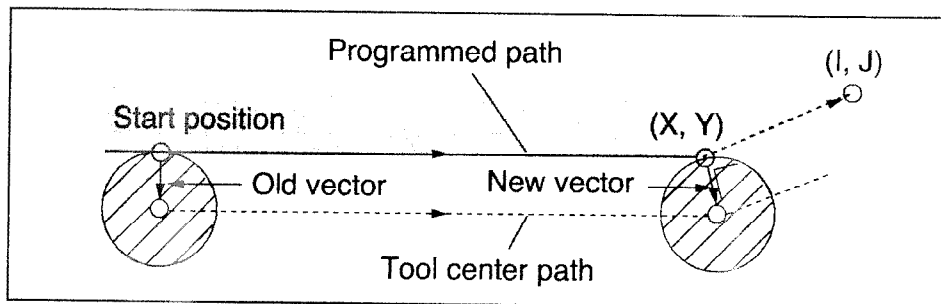 Programmed path
(I, J)
Start position
(X, Y)
Old vector
New vector
Tool center path